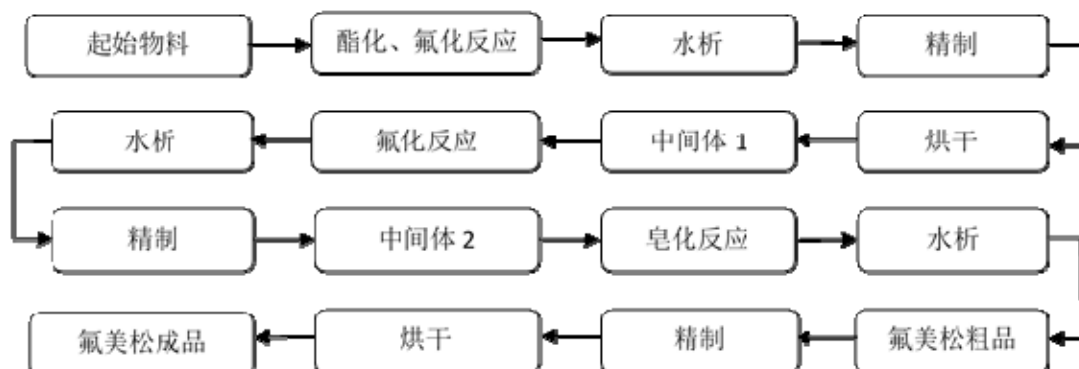 起始物料
酯化、氟化反应
水析
精制
烘干
中间体 1
氟化反应
水析
精制
中间体 2
皂化反应
水析
氟美松粗品
精制
烘干
氟美松成品